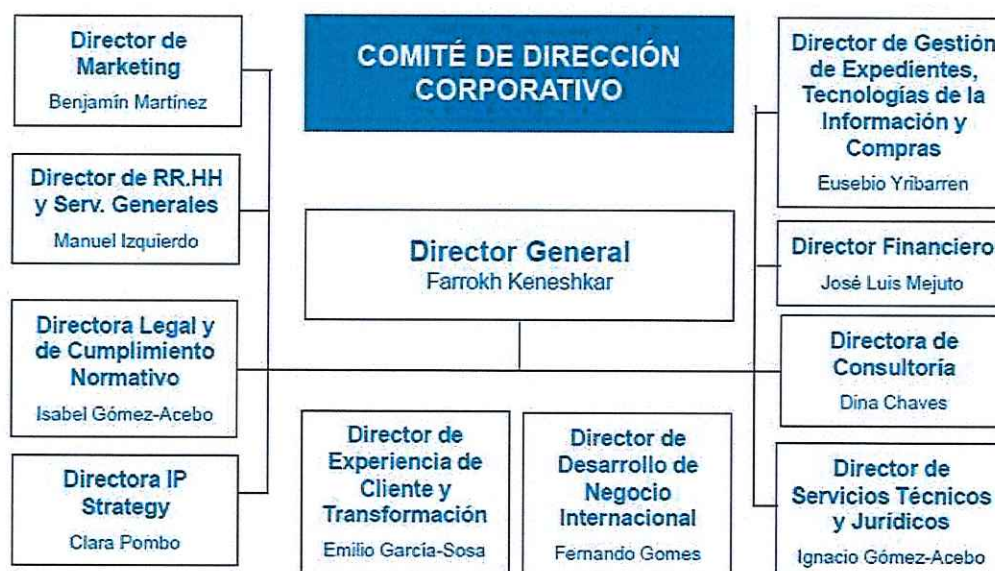 Director de
Marketing
Benjamín Martínez
COMITÉ DE DIRECCIÓN
CORPORATIVO
Director de Gestión
de Expedientes,
Tecnologías de la
Información y
Compras
Eusebio Yribarren
Director de RR.HH
y Serv. Generales
Manuel Izquierdo
Director General
Farrokh Keneshkar
Director Financiero
José Luis Mejuto
Directora Legal y
de Cumplimiento
Normativo
Isabel Gómez-Acebo
Directora de
Consultoría
Dina Chaves
Directora IP
Strategy
Clara Pombo
Director de
Experiencia de
Cliente y
Transformación
Emilio García-Sosa
Director de
Desarrollo de
Negocio
Internacional
Fernando Gomes
Director de
Servicios Técnicos
y Jurídicos
Ignacio Gómez-Acebo